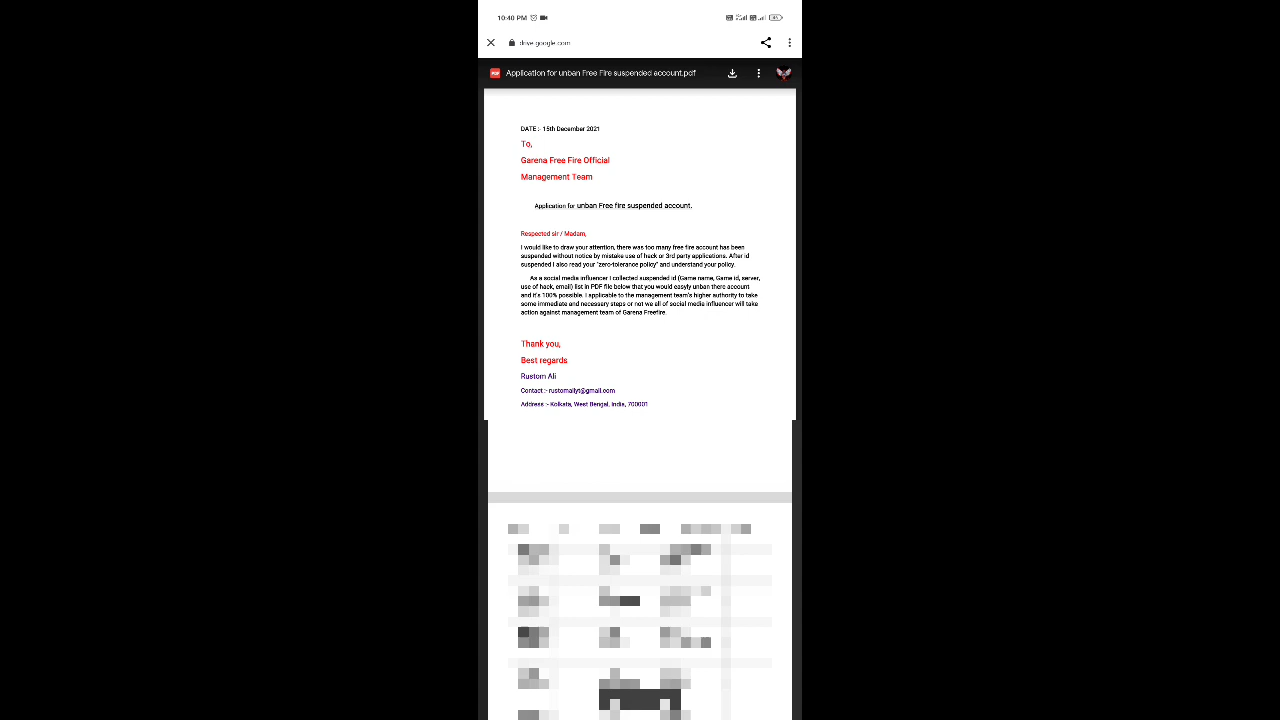 10:40 PM
drive.google.com
PDF Application for unban Free Fire suspended account.pdf
DATE :- 15th December 2021
To,
Garena Free Fire Official
Management Team
Application for unban Free fire suspended account.
Respected sir / Madam,
I would like to draw your attention, there was too many free fire account has been
suspended without notice by mistake use of hack or 3rd party applications. After id
suspended I also read your "zero-tolerance policy" and understand your policy.
As a social media influencer I collected suspended id (Game name, Game id, server,
use of hack, email) list in PDF file below that you would easyly unban there account
and it's 100% possible. I applicable to the management team's higher authority to take
some immediate and necessary steps or not we all of social media influencer will take
action against management team of Garena Freefire.
Thank you,
Best regards
Rustom Ali
Contact :- rustomaliyt@gmail.com
Address :- Kolkata, West Bengal, India, 700001